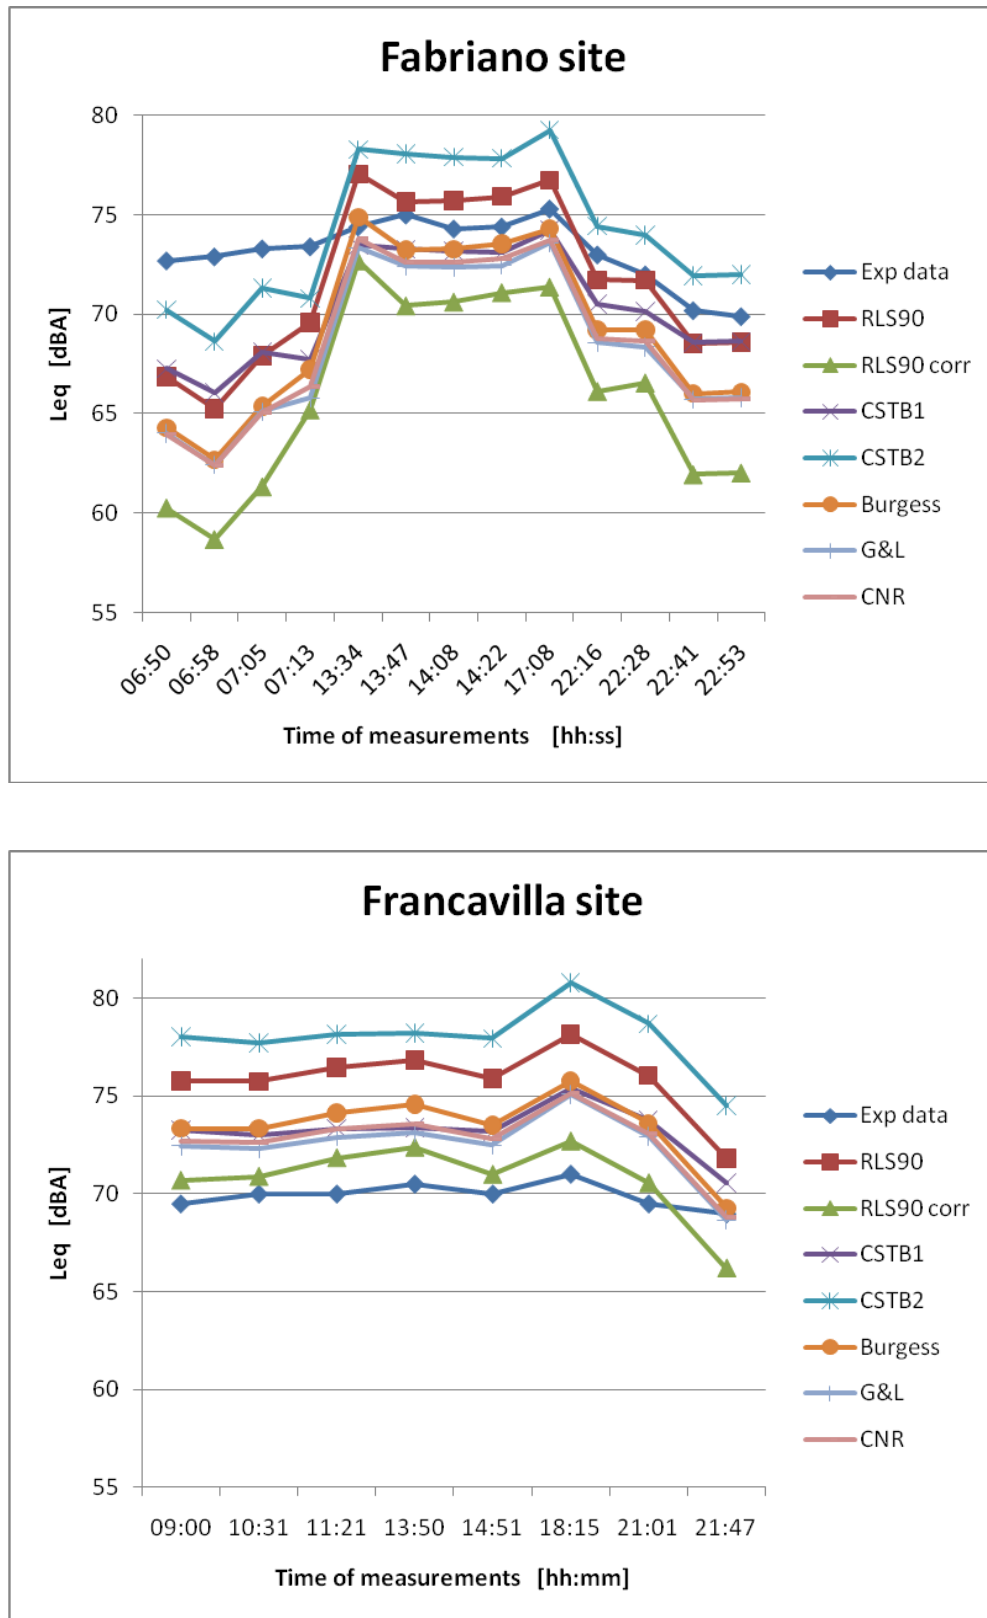 Fabriano site
80
75
70
65
60
55
Leq [dBA]
06:50 06:58 07:05 07:13 13:34 13:47 14:08 14:22 17:08 22:16 22:28 22:41 22:53
Time of measurements [hh:ss]
Exp data
RLS90
RLS90 corr
CSTB1
CSTB2
Burgess
G&L
CNR
Francavilla site
80
75
70
65
60
55
Leq [dBA]
09:00 10:31 11:21 13:50 14:51 18:15 21:01 21:47
Time of measurements [hh:mm]
Exp data
RLS90
RLS90 corr
CSTB1
CSTB2
Burgess
G&L
CNR